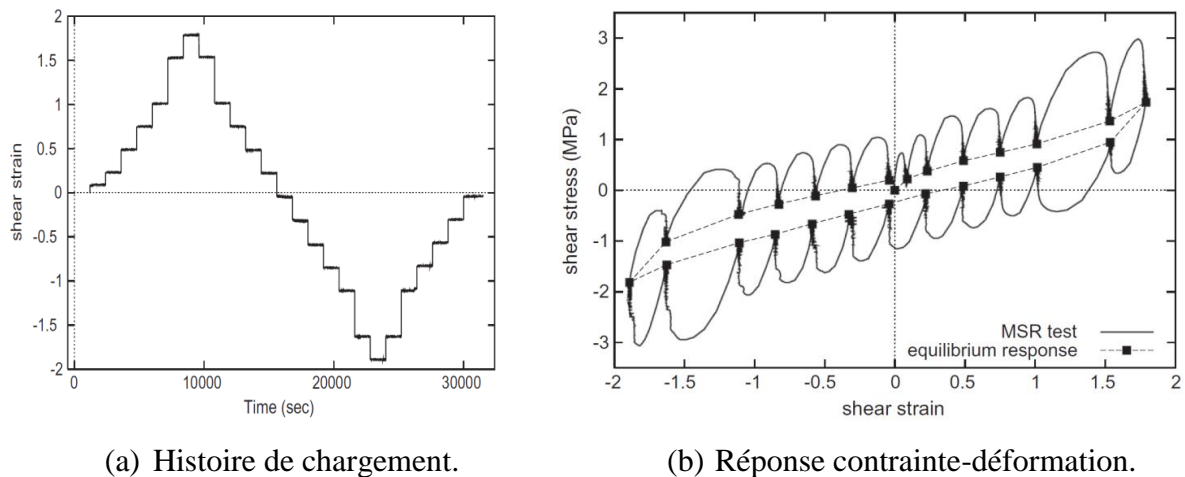 2
1.5
1
0.5
0
-0.5
-1
-1.5
-2
shear strain
0 10000 20000 30000
Time (sec)
3
2
1
0
-1
-2
-3
shear stress (MPa)
MSR test
equilibrium response
-2 -1.5 -1 -0.5 0 0.5 1 1.5 2
shear strain
(a) Histoire de chargement.
(b) Réponse contrainte-déformation.